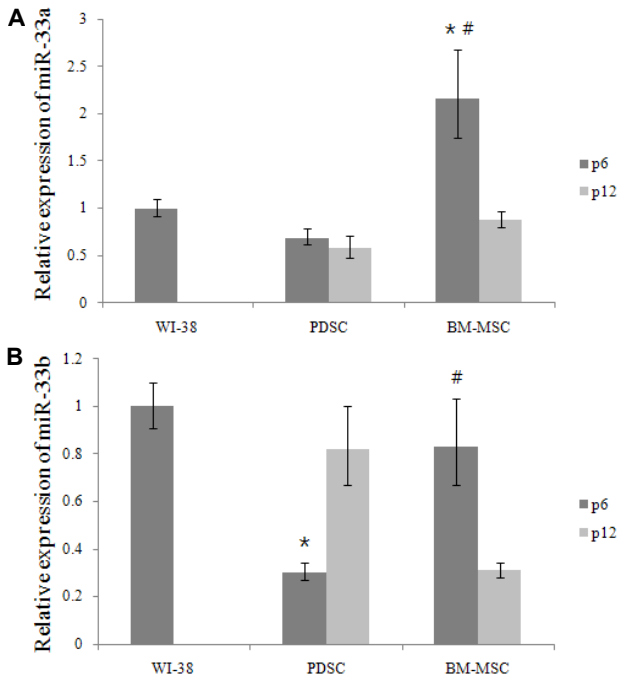 A
Relative expression of miR-33a
3
2.5
2
1.5
1
0.5
0
* #
WI-38
PDSC
BM-MSC
p6
p12
B
Relative expression of miR-33b
1.2
1
0.8
0.6
0.4
0.2
0
*
#
WI-38
PDSC
BM-MSC
p6
p12